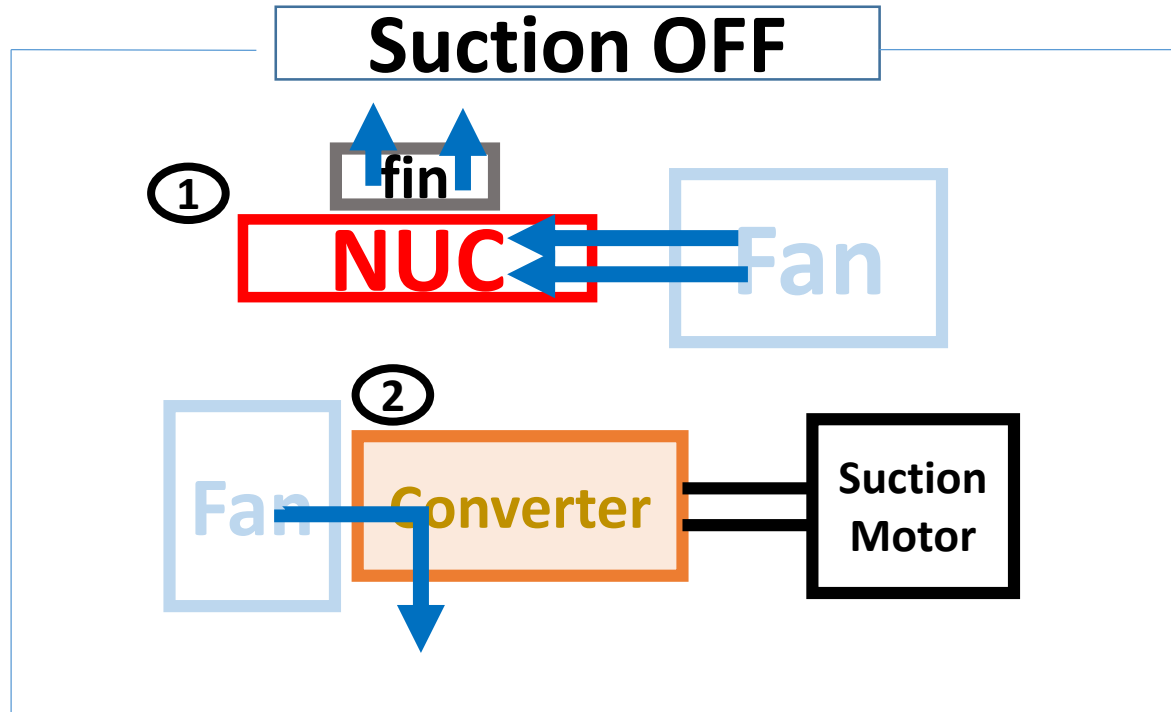 Suction OFF
fin
1
NUC
Fan
2
Fan
Converter
Suction
Motor